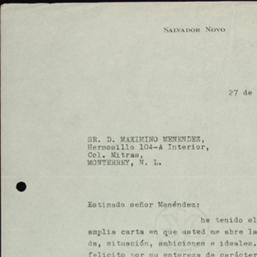 SALVADOR NOVO
27 de
SR. D. MAXIMINO MENENDEZ,
Hermosillo 104-A Interior,
Col. Mitras,
MONTERREY, N. L.
Estimado señor Menéndez:
he tenido el
amplia carta en que usted me abre la
da, situación, ambiciones e ideales.
felicito por su entereza de carácter